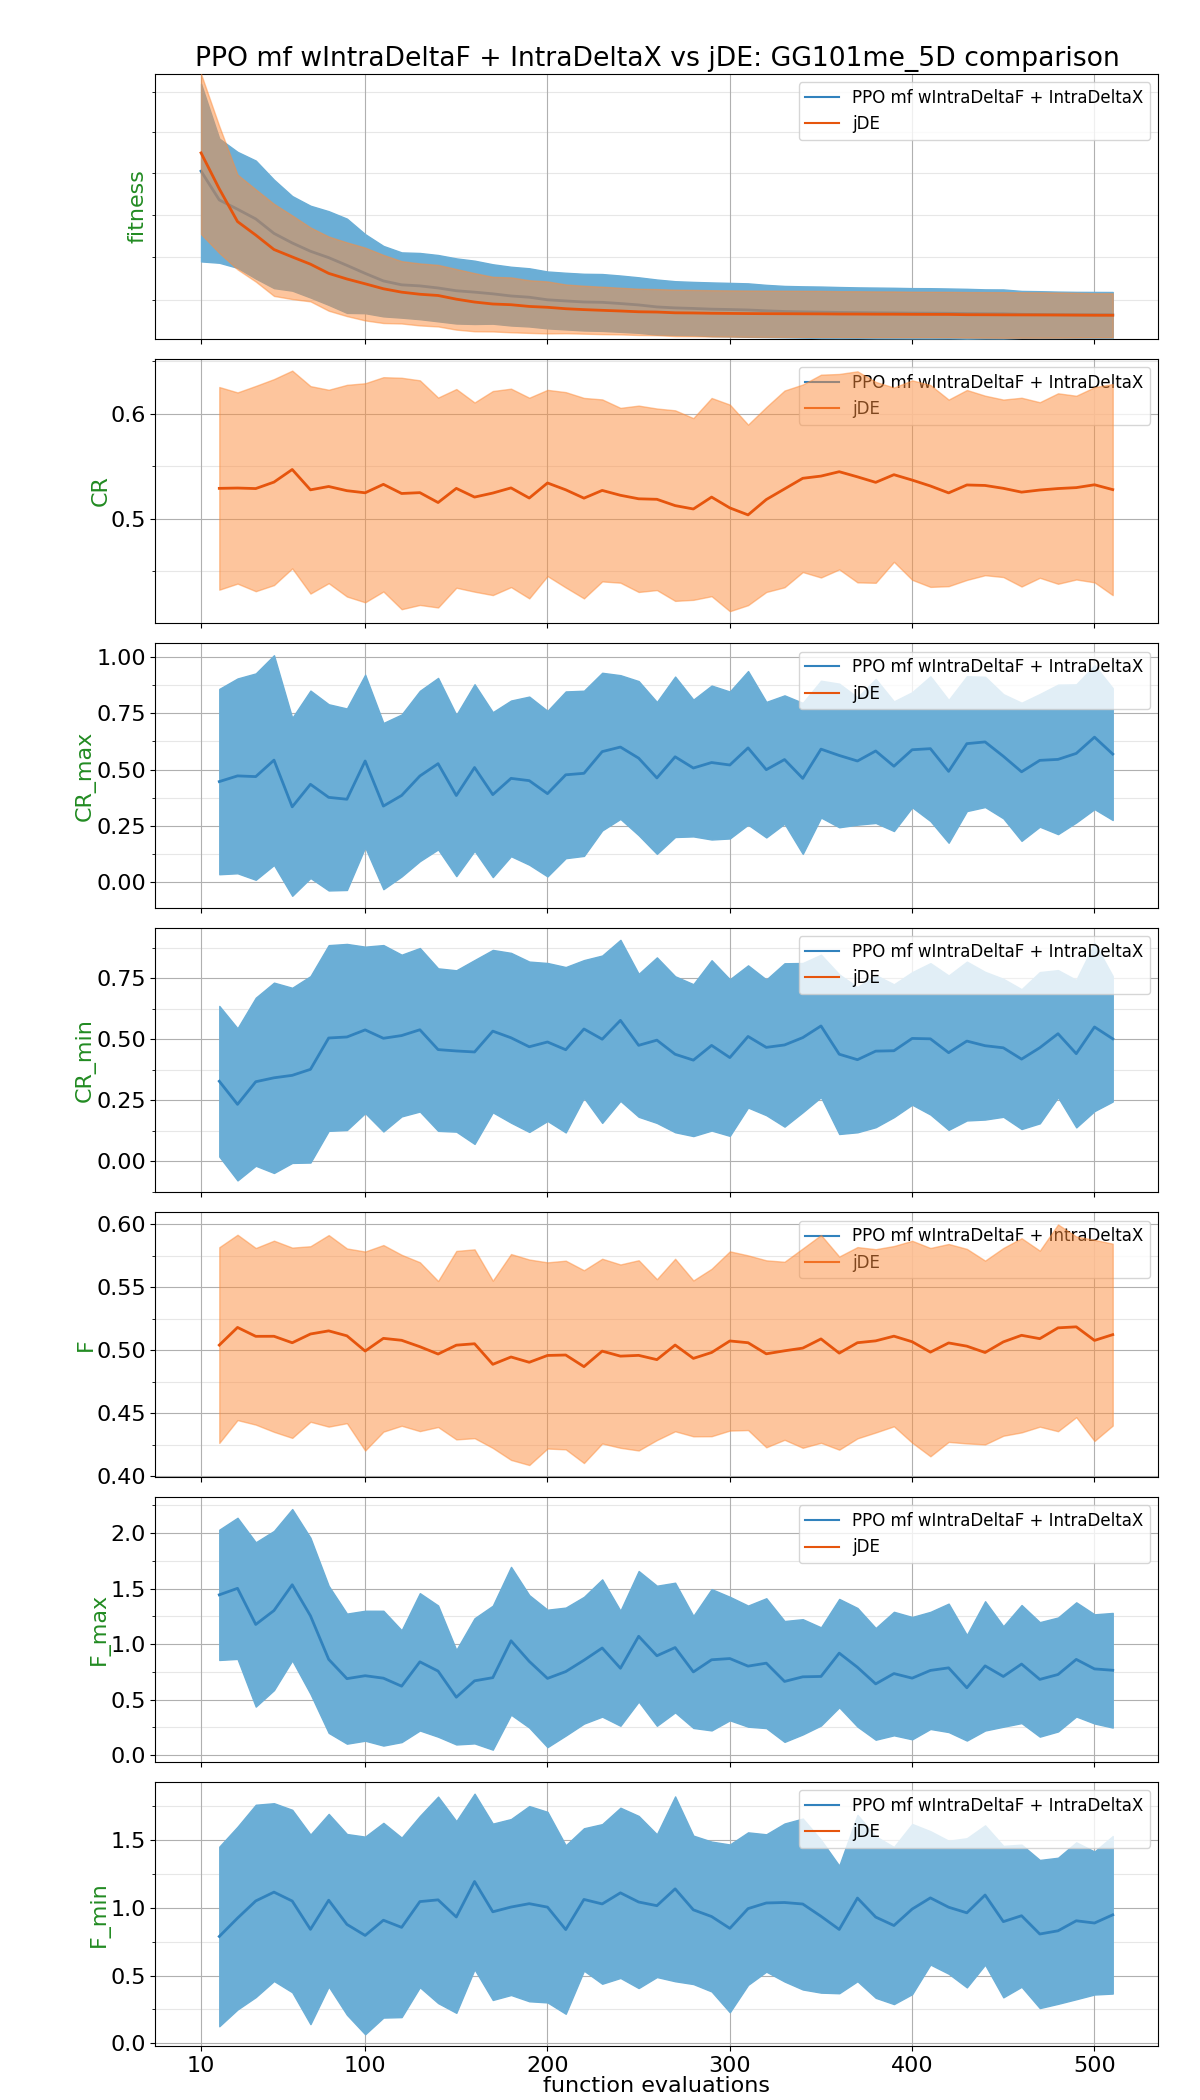 PPO mf wIntraDeltaF + IntraDeltaX vs jDE: GG101me_5D comparison
fitness
PPO mf wIntraDeltaF + IntraDeltaX
jDE
CR
0.6
0.5
PPO mf wIntraDeltaF + IntraDeltaX
jDE
CR_max
1.00
0.75
0.50
0.25
0.00
PPO mf wIntraDeltaF + IntraDeltaX
jDE
CR_min
0.75
0.50
0.25
0.00
PPO mf wIntraDeltaF + IntraDeltaX
jDE
F
0.60
0.55
0.50
0.45
0.40
PPO mf wIntraDeltaF + IntraDeltaX
jDE
F_max
2.0
1.5
1.0
0.5
0.0
PPO mf wIntraDeltaF + IntraDeltaX
jDE
F_min
1.5
1.0
0.5
0.0
PPO mf wIntraDeltaF + IntraDeltaX
jDE
10 100 200 300 400 500
function evaluations